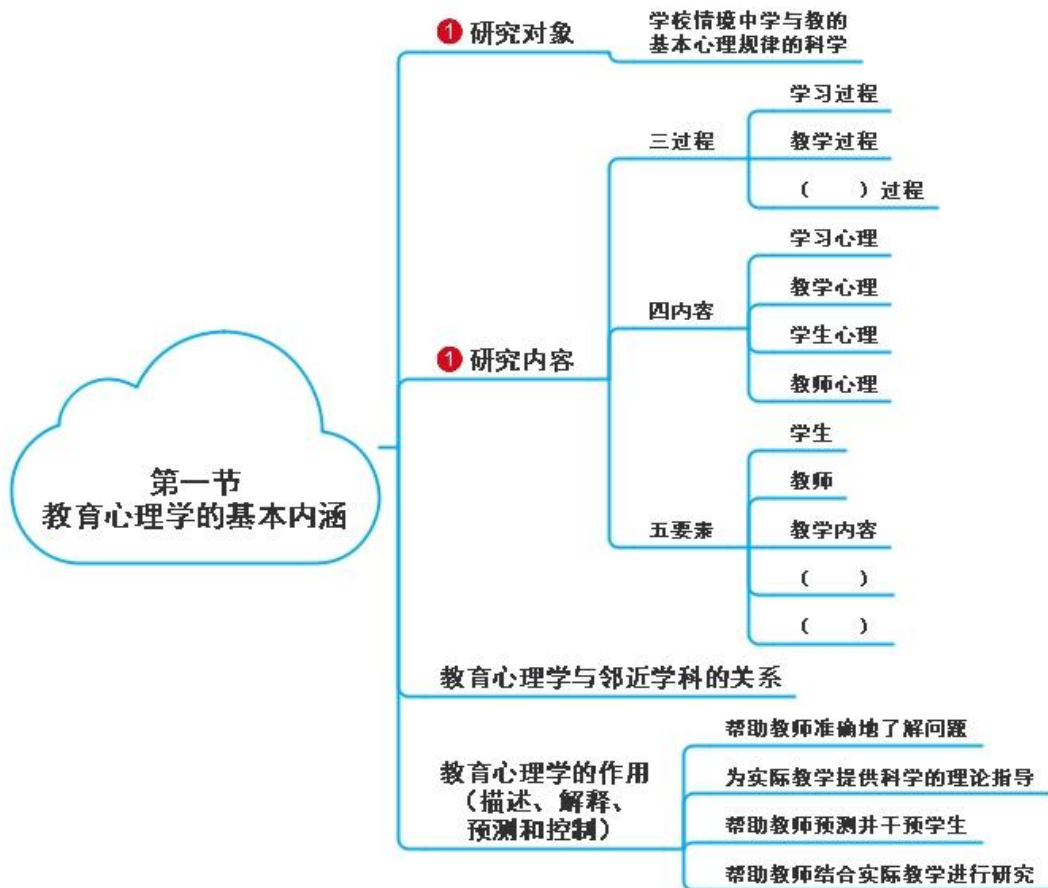 ❶ 研究对象
学校情境中学与教的
基本心理规律的科学
❶ 研究内容
三过程
学习过程
教学过程
（　　）过程
四内容
学习心理
教学心理
学生心理
教师心理
五要素
学生
教师
教学内容
（　　）
（　　）
第一节
教育心理学的基本内涵
教育心理学与邻近学科的关系
教育心理学的作用
（描述、解释、
预测和控制）
帮助教师准确地了解问题
为实际教学提供科学的理论指导
帮助教师预测并干预学生
帮助教师结合实际教学进行研究